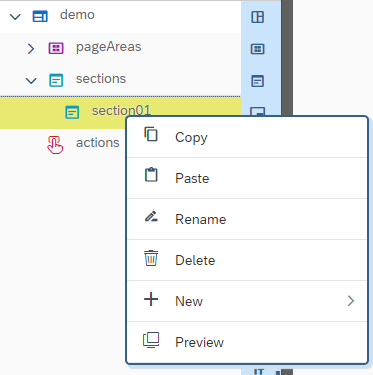 demo
pageAreas
sections
section01
actions
Copy
Paste
Rename
Delete
New
Preview